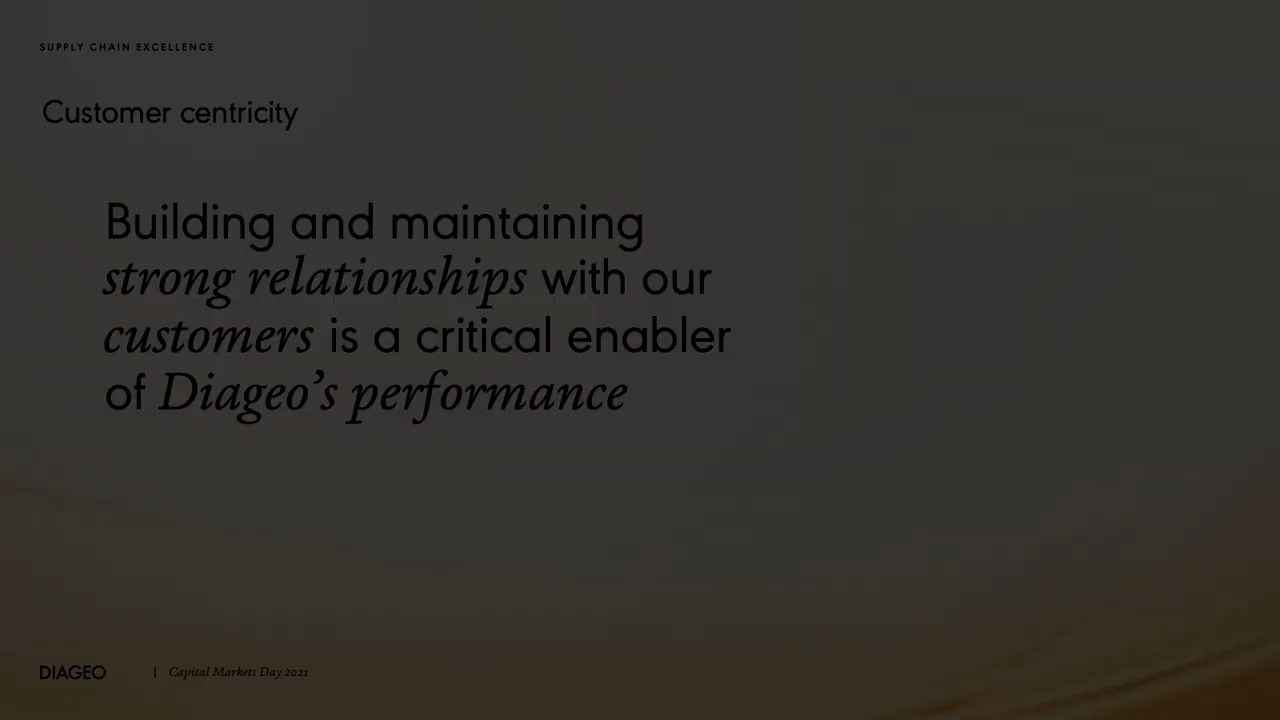 SUPPLY CHAIN EXCELLENCE
Customer centricity
Building and maintaining
strong relationships with our
customers is a critical enabler
of Diageo’s performance
DIAGEO | Capital Markets Day 2021